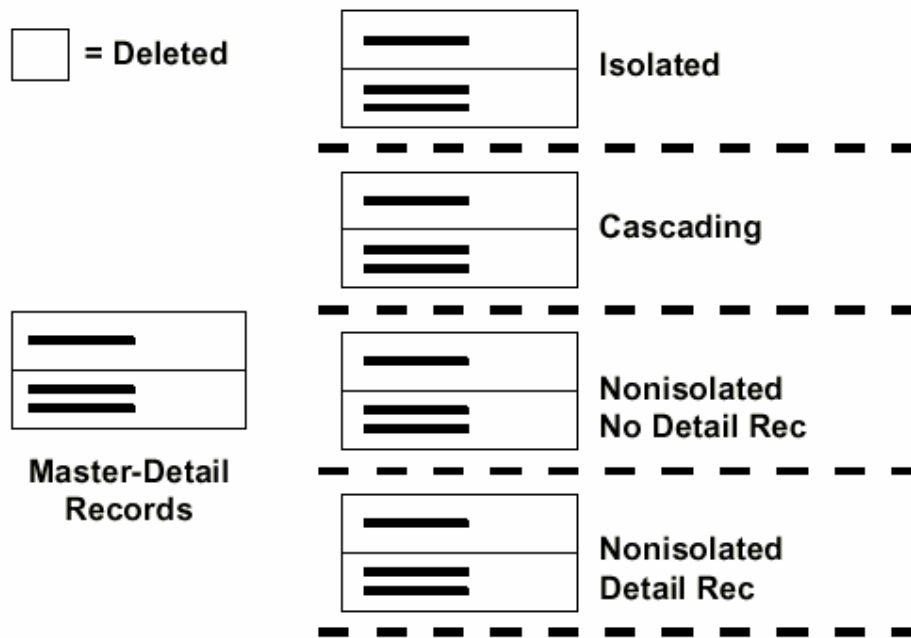 = Deleted
Isolated
Cascading
Nonisolated
No Detail Rec
Master-Detail
Records
Nonisolated
Detail Rec